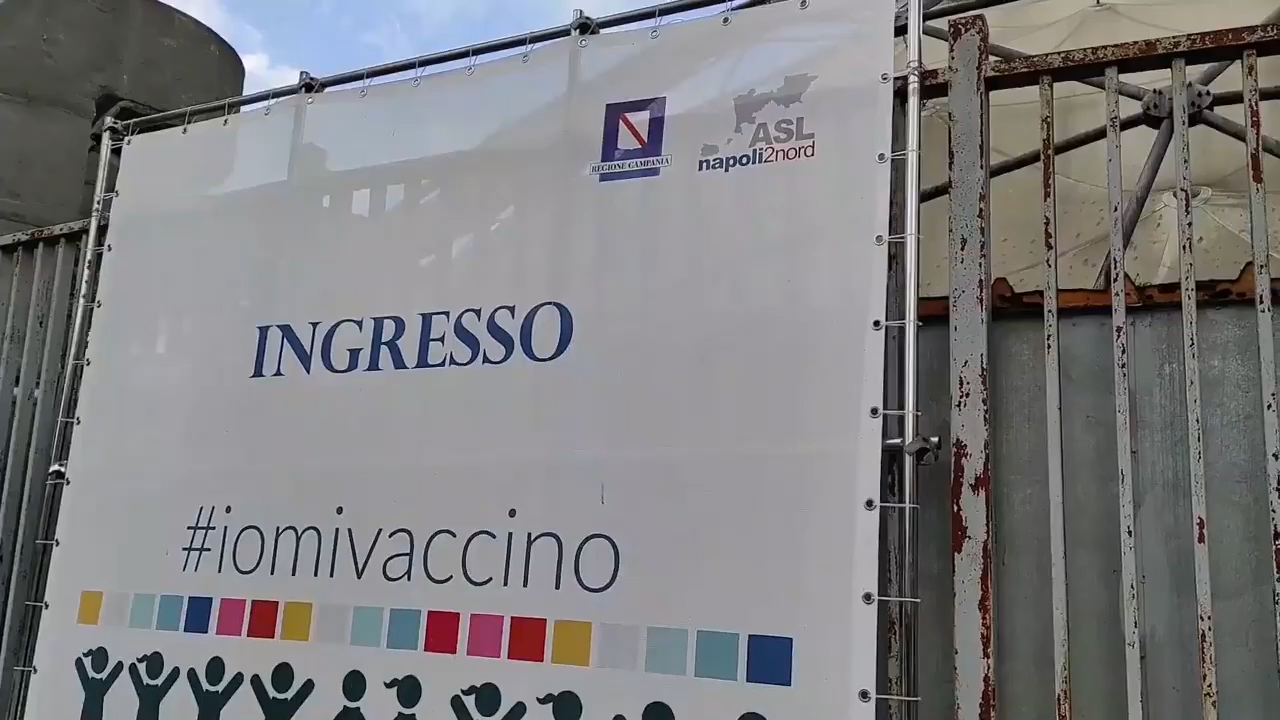 REGIONE CAMPANIA
ASL
napoli2nord
INGRESSO
#iomivaccino